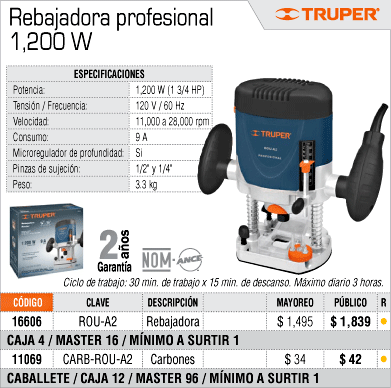 Rebajadora profesional
1,200 W
TRUPER®
ESPECIFICACIONES
Potencia: 1,200 W (1 3/4 HP)
Tensión / Frecuencia: 120 V / 60 Hz
Velocidad: 11,000 a 28,000 rpm
Consumo: 9 A
Microregulador de profundidad: Si
Pinzas de sujeción: 1/2" y 1/4"
Peso: 3.3 kg
TRUPER
TRUPER
2 años
Garantía
NOM-ANCE
Ciclo de trabajo: 30 min. de trabajo x 15 min. de descanso. Máximo diario 3 horas.
CÓDIGO CLAVE DESCRIPCIÓN MAYOREO PÚBLICO R
16606 ROU-A2 Rebajadora $ 1,495 $ 1,839
CAJA 4 / MASTER 16 / MÍNIMO A SURTIR 1
11069 CARB-ROU-A2 Carbones $ 34 $ 42
CABALLETE / CAJA 12 / MASTER 96 / MÍNIMO A SURTIR 1